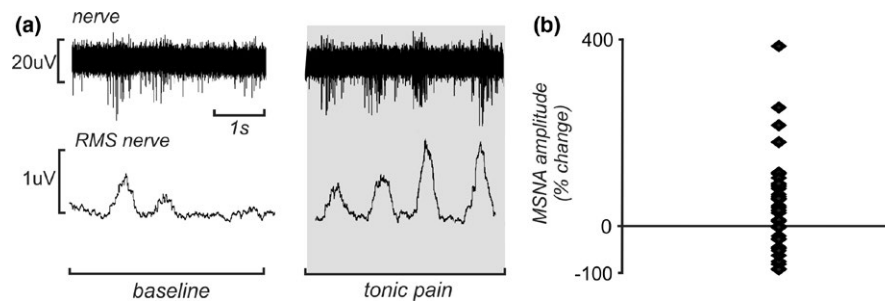 (a)
nerve
20uV
1s
RMS nerve
1uV
baseline
tonic pain
(b)
MSNA amplitude
(% change)
400
0
-100